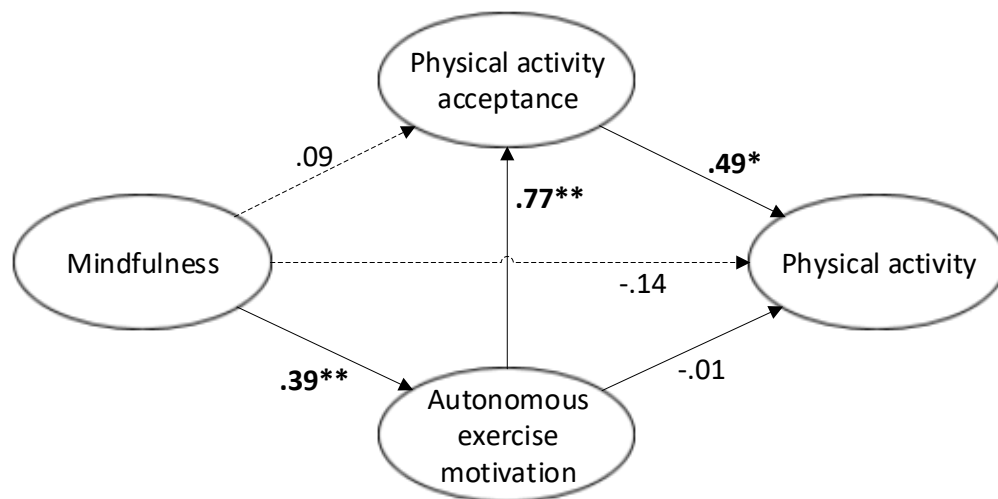 Physical activity
acceptance
.09
.49*
.77**
Mindfulness
Physical activity
-.14
.39**
-.01
Autonomous
exercise
motivation